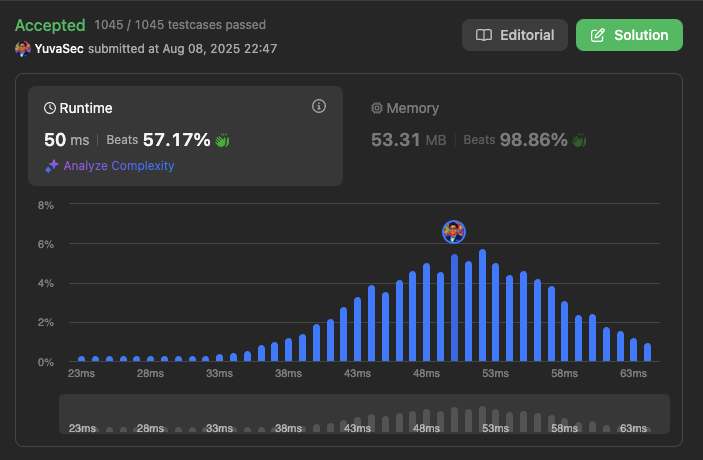 Accepted 1045 / 1045 testcases passed
YuvaSec submitted at Aug 08, 2025 22:47
Editorial
Solution
Runtime
50 ms | Beats 57.17%
Analyze Complexity
Memory
53.31 MB | Beats 98.86%
8%
6%
4%
2%
0%
23ms 28ms 33ms 38ms 43ms 48ms 53ms 58ms 63ms
23ms 28ms 33ms 38ms 43ms 48ms 53ms 58ms 63ms